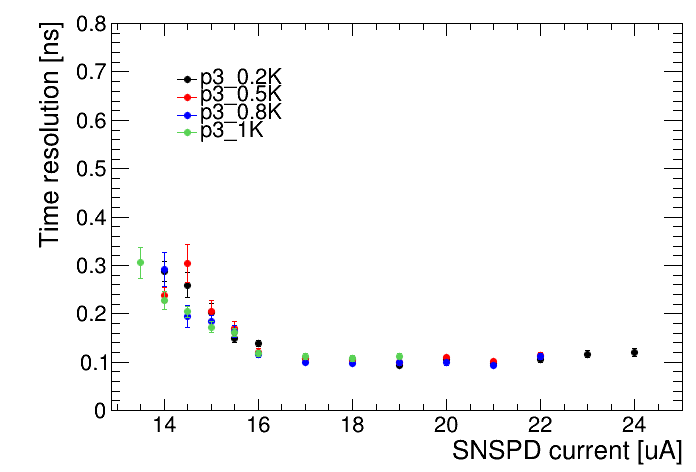 Time resolution [ns]
0.8
0.7
0.6
0.5
0.4
0.3
0.2
0.1
0
p3_0.2K
p3_0.5K
p3_0.8K
p3_1K
14 16 18 20 22 24
SNSPD current [uA]